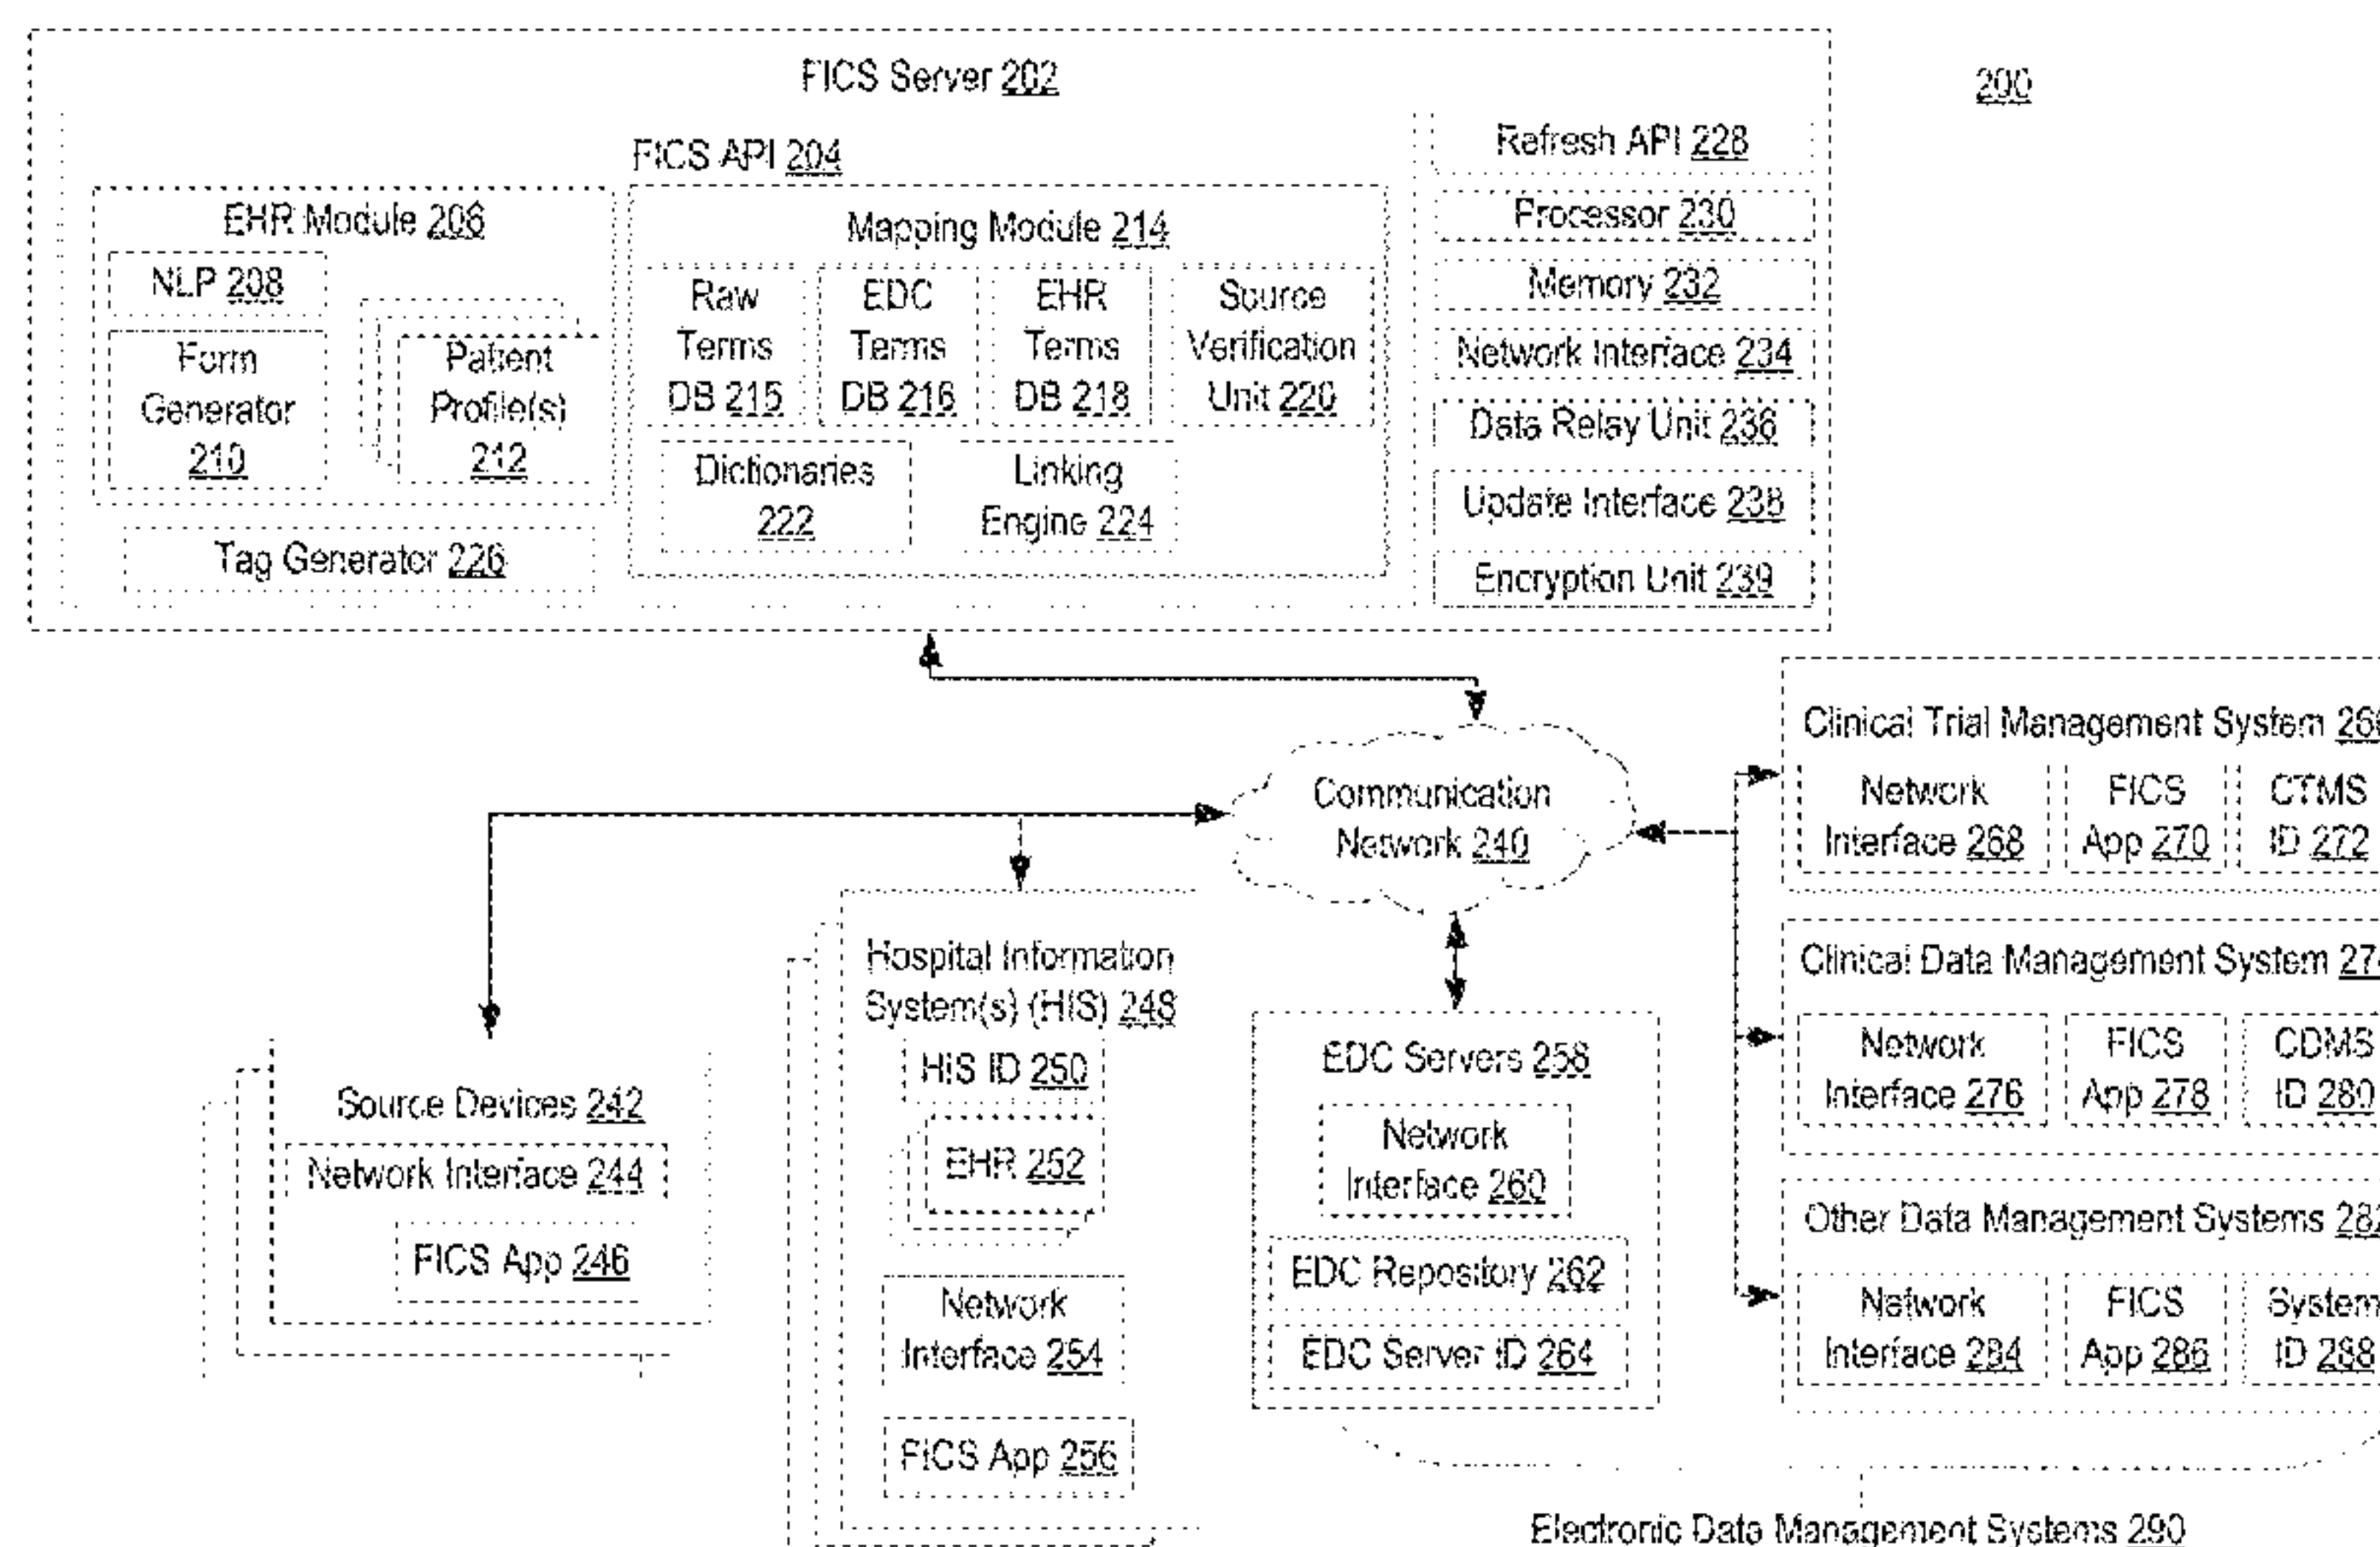 FICS Server 202
200
FICS API 204
EHR Module 206
NLP 208
Form
Generator
210
Patient
Profile(s)
212
Tag Generator 226
Mapping Module 214
Raw
Terms
DB 215
EDC
Terms
DB 216
EHR
Terms
DB 218
Source
Verification
Unit 220
Dictionaries
222
Linking
Engine 224
Refresh API 228
Processor 230
Memory 232
Network Interface 234
Data Relay Unit 236
Update Interface 238
Encryption Unit 239
Communication
Network 240
Source Devices 242
Network Interface 244
FICS App 246
Hospital Information
System(s) (HIS) 248
HIS ID 250
EHR 252
Network
Interface 254
FICS App 256
EDC Servers 258
Network
Interface 260
EDC Repository 262
EDC Server ID 264
Clinical Trial Management System
Network
Interface 268
FICS
App 270
CTMS
ID 272
Clinical Data Management System
Network
Interface 276
FICS
App 278
CDMS
ID 280
Other Data Management Systems
Network
Interface 284
FICS
App 286
System
ID 288
Electronic Data Management Systems 290